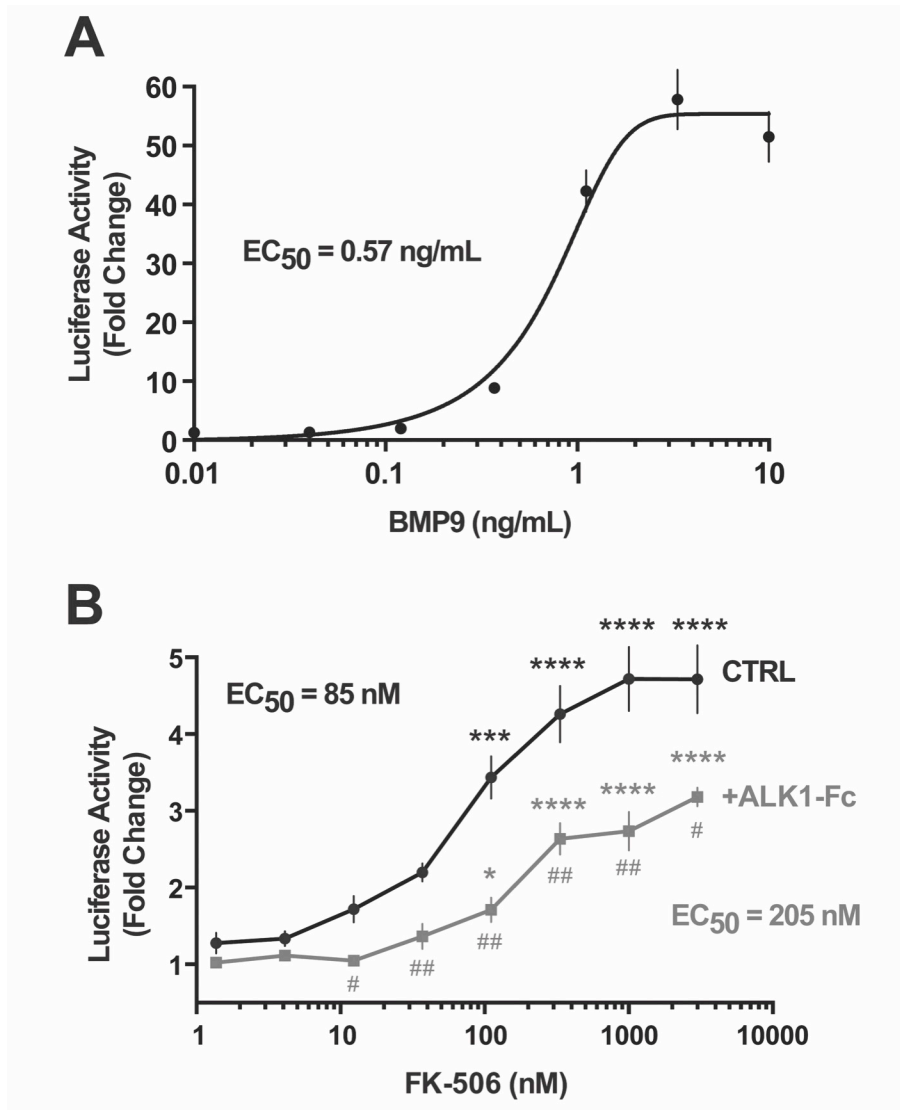 A
Luciferase Activity
(Fold Change)
60
50
40
30
20
10
0
EC50 = 0.57 ng/mL
0.01 0.1 1 10
BMP9 (ng/mL)
B
Luciferase Activity
(Fold Change)
5
4
3
2
1
EC50 = 85 nM
*** **** **** ****
CTRL
* **** **** ****
+ALK1-Fc
# ## ## ## ## #
EC50 = 205 nM
1 10 100 1000 10000
FK-506 (nM)